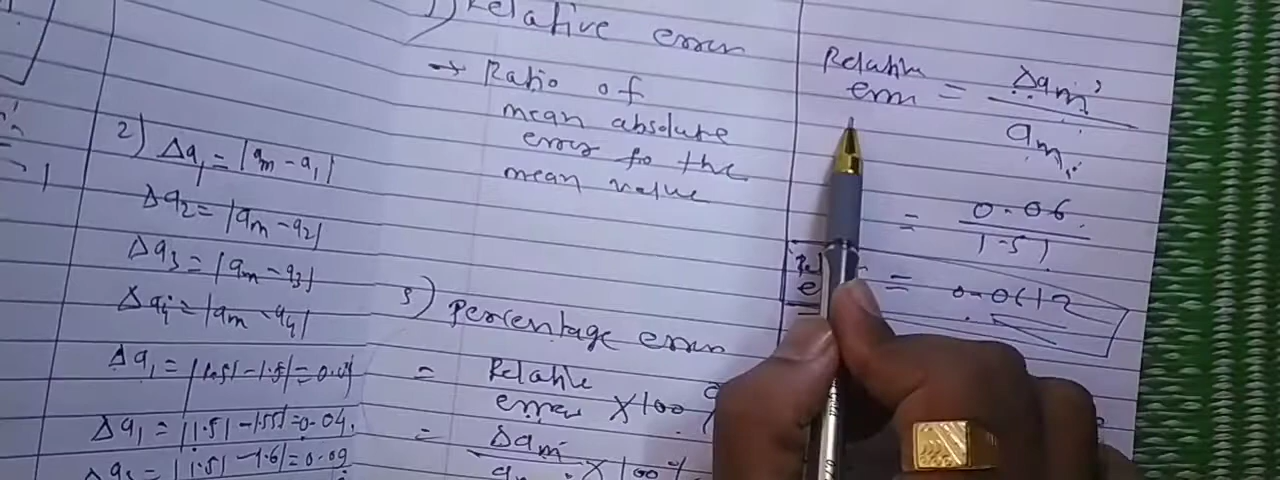 2) Δa₁ = |am - a₁|
Δa2 = |am - a2|
Δa3 = |am - a3|
Δa4 = |am - a4|
Δa₁ = |1.51 - 1.5| = 0.01
Δa₁ = |1.51 - 1.55| = 0.04
|1.51 - 1.6| = 0.09
Relative error
→ Ratio of
mean absolute
error to the
mean value
5) Percentage error
= Relative
error X 100
= Δam
X 100%
Relative
error = Δam
am
= 0.06
1.51
= 0.0412